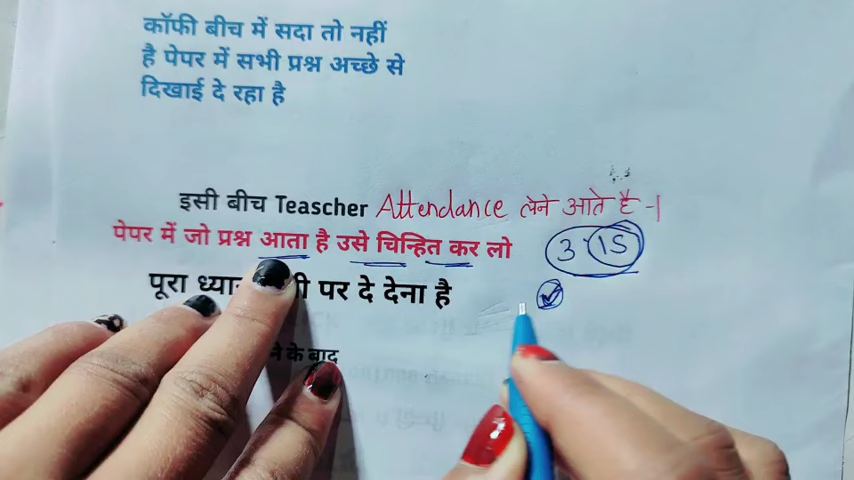 कॉफी बीच में सदा तो नहीं
है पेपर में सभी प्रश्न अच्छे से
दिखाई दे रहा है
इसी बीच Teascher Attendance लेने आते है -।
पेपर में जो प्रश्न आता है उसे चिन्हित कर लो 3 15
पूरा पर दे देना है
के बाद